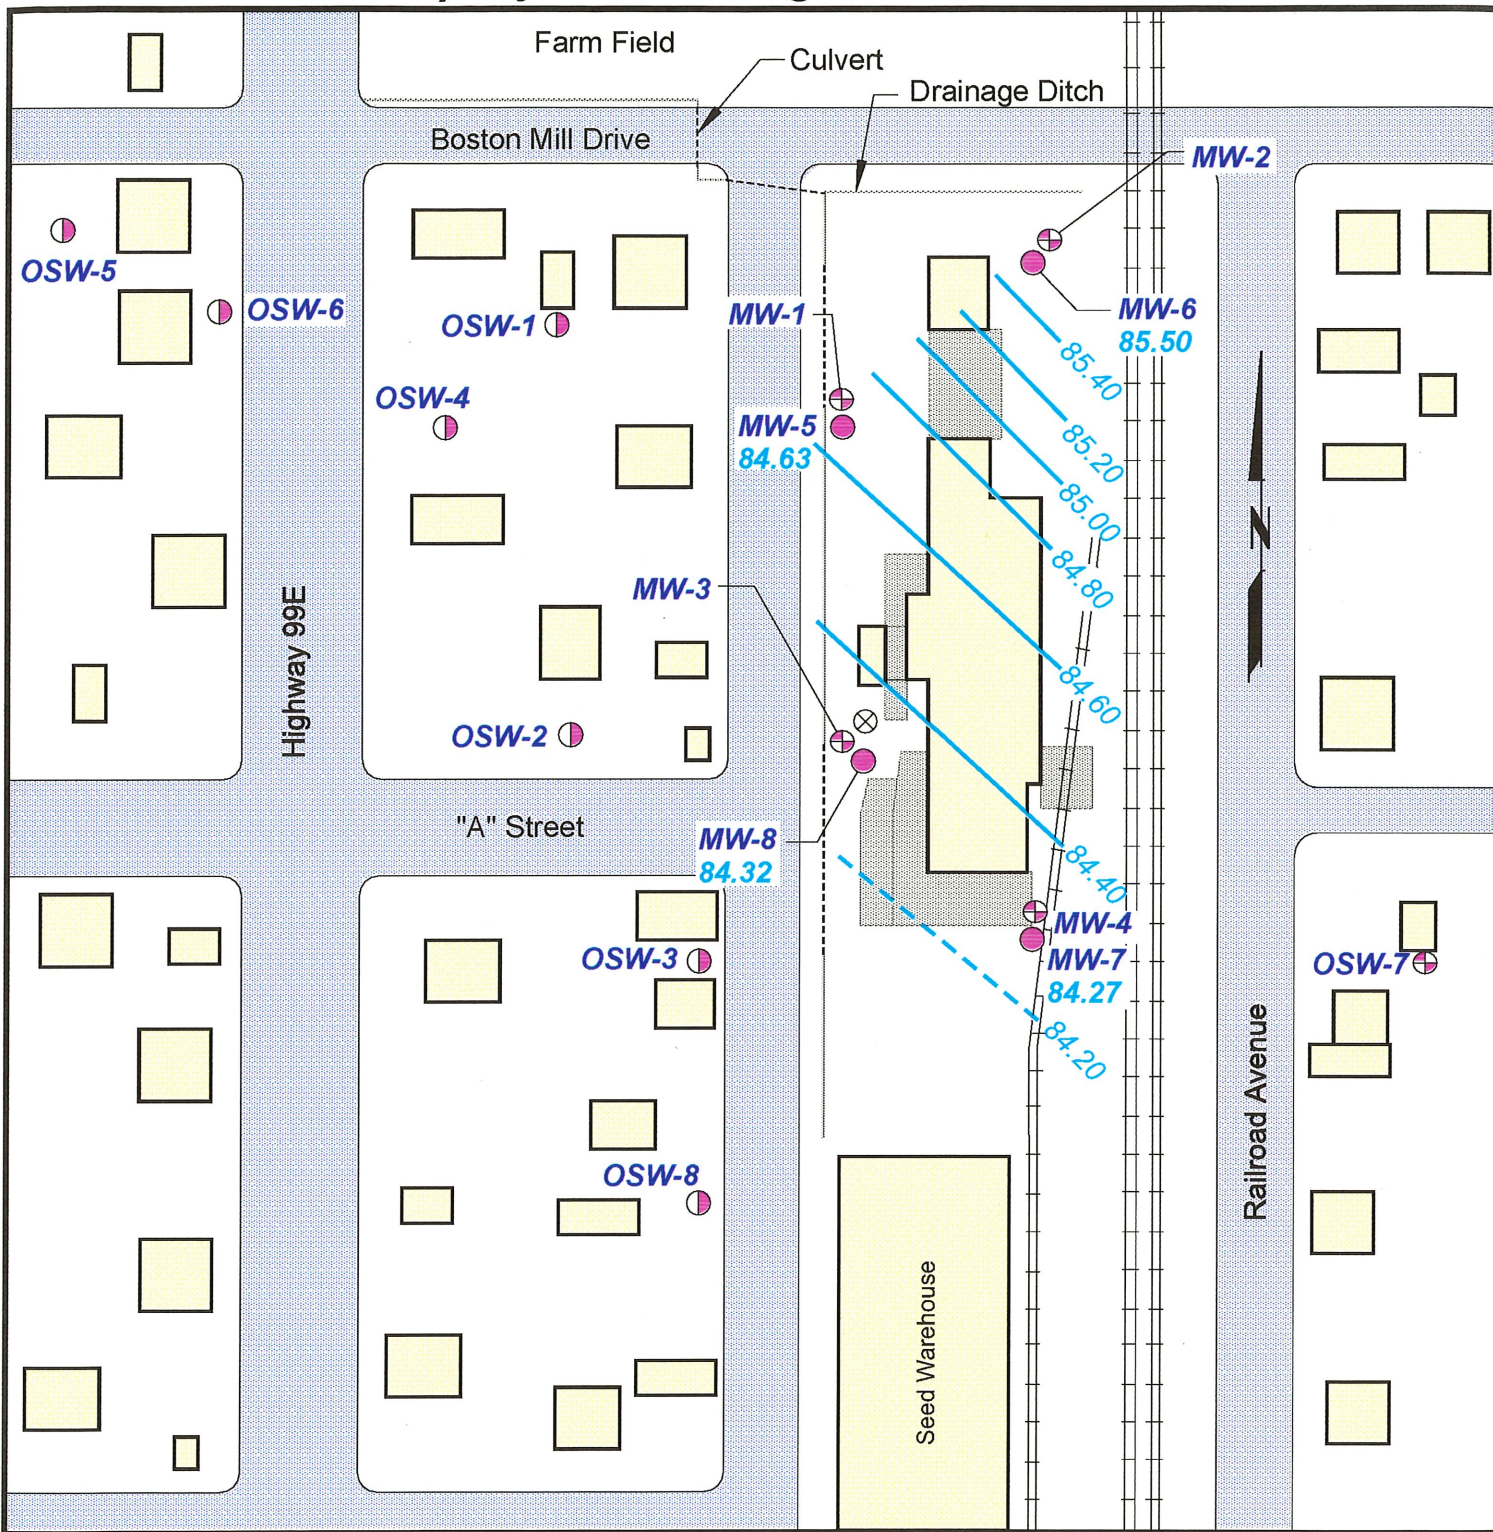 Farm Field
Culvert
Drainage Ditch
Boston Mill Drive
MW-2
OSW-5
OSW-6
OSW-1
MW-1
MW-6
85.50
85.40
OSW-4
MW-5
84.63
85.20
85.00
84.80
MW-3
Highway 99E
N
84.60
OSW-2
"A" Street
MW-8
84.32
84.40
MW-4
MW-7
84.27
OSW-3
OSW-7
84.20
Railroad Avenue
OSW-8
Seed Warehouse